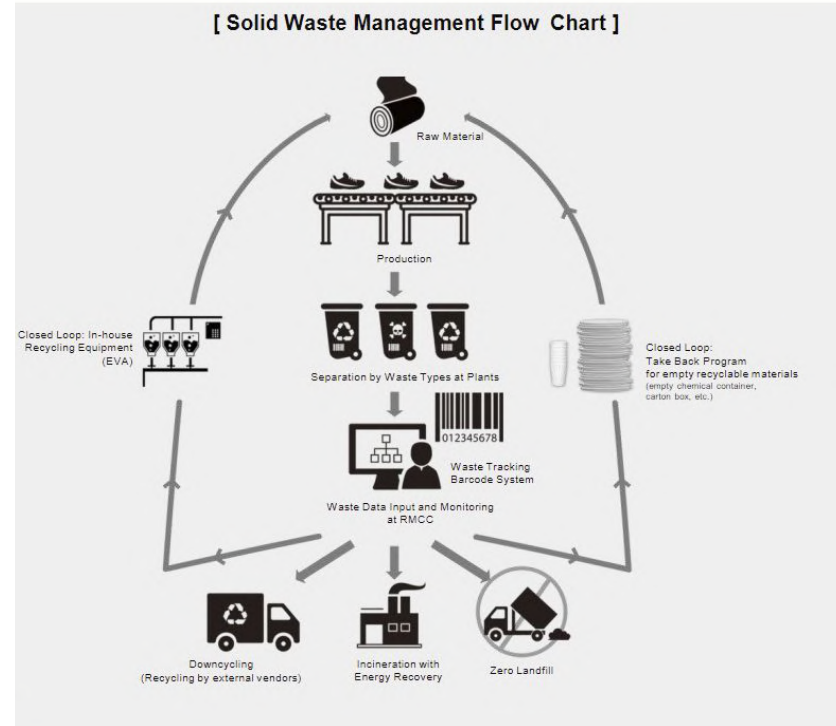 [ Solid Waste Management Flow Chart ]
Raw Material
Production
Closed Loop: In-house
Recycling Equipment
(EVA)
Closed Loop:
Take Back Program
for empty recyclable materials
(empty chemical container,
carton box, etc.)
Separation by Waste Types at Plants
012345678
Waste Tracking
Barcode System
Waste Data Input and Monitoring
at RMCC
Downcycling
(Recycling by external vendors)
Incineration with
Energy Recovery
Zero Landfill